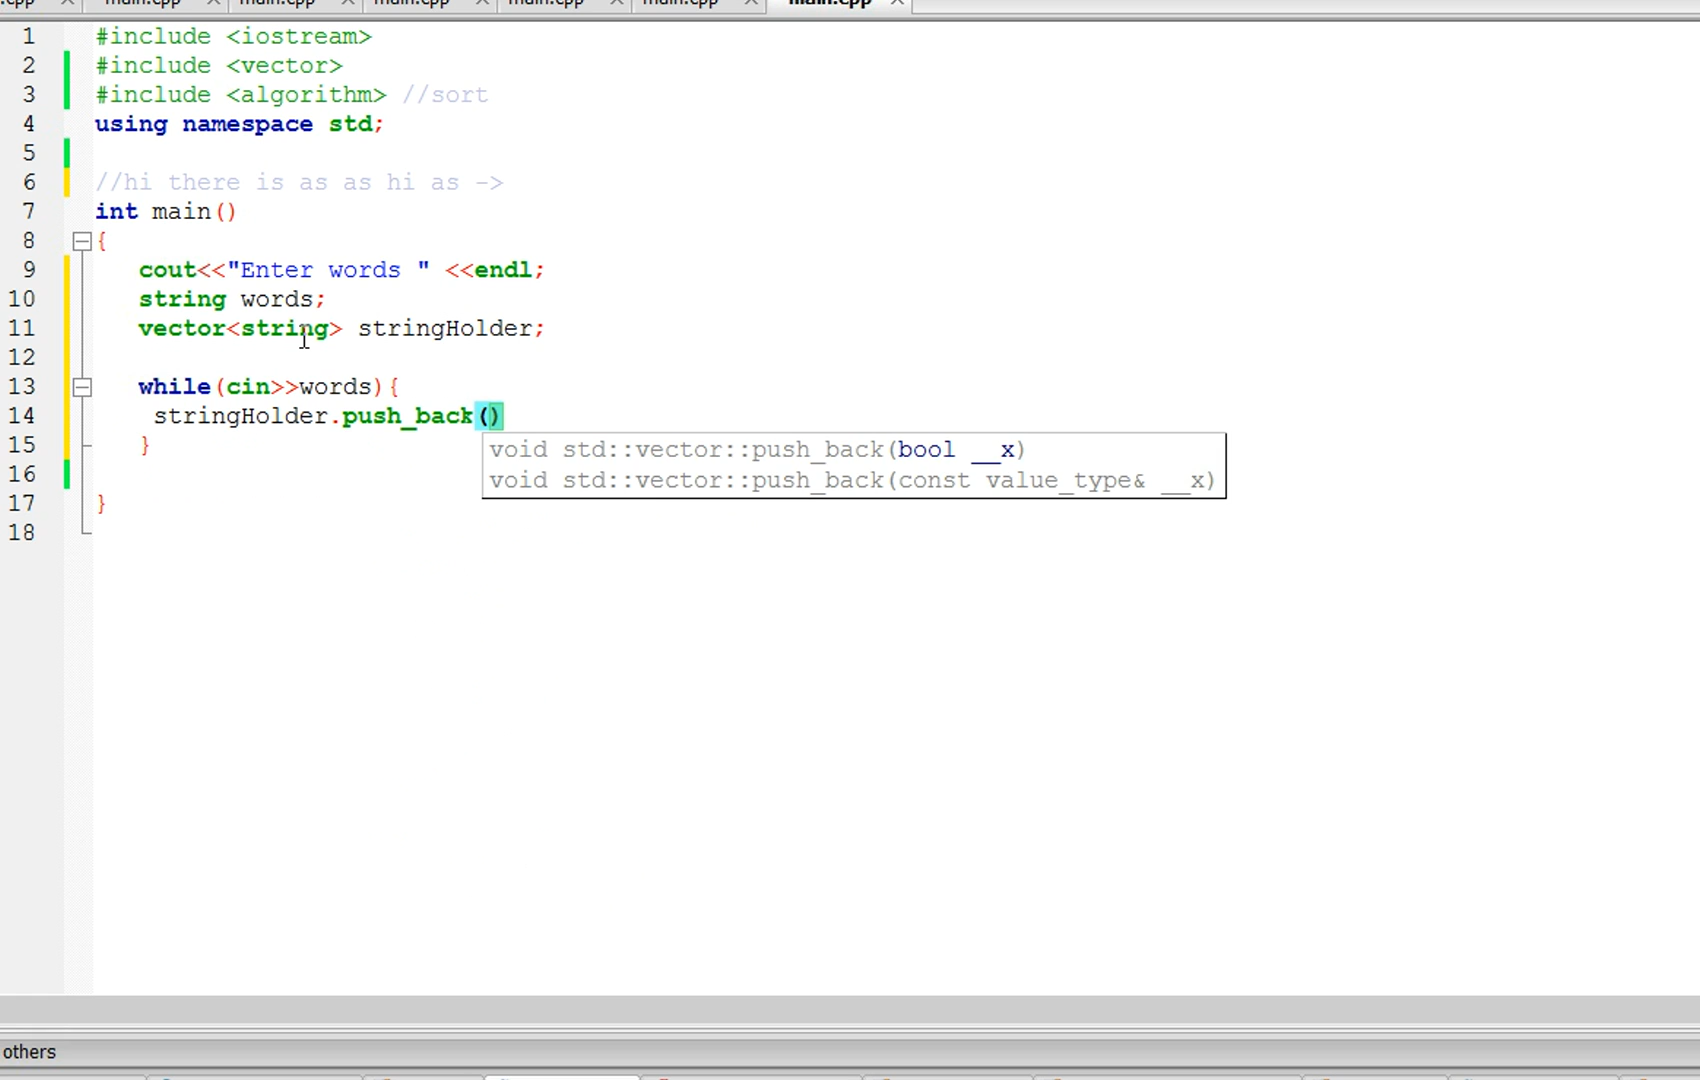 .cpp main.cpp main.cpp main.cpp main.cpp main.cpp main.cpp
1 #include <iostream>
2 #include <vector>
3 #include <algorithm> //sort
4 using namespace std;
5
6 //hi there is as as hi as ->
7 int main()
8 {
9 cout<<"Enter words " <<endl;
10 string words;
11 vector<string> stringHolder;
12
13 while(cin>>words){
14 stringHolder.push_back()
15 }
void std::vector::push_back(bool __x)
void std::vector::push_back(const value_type& __x)
16
17 }
18
others